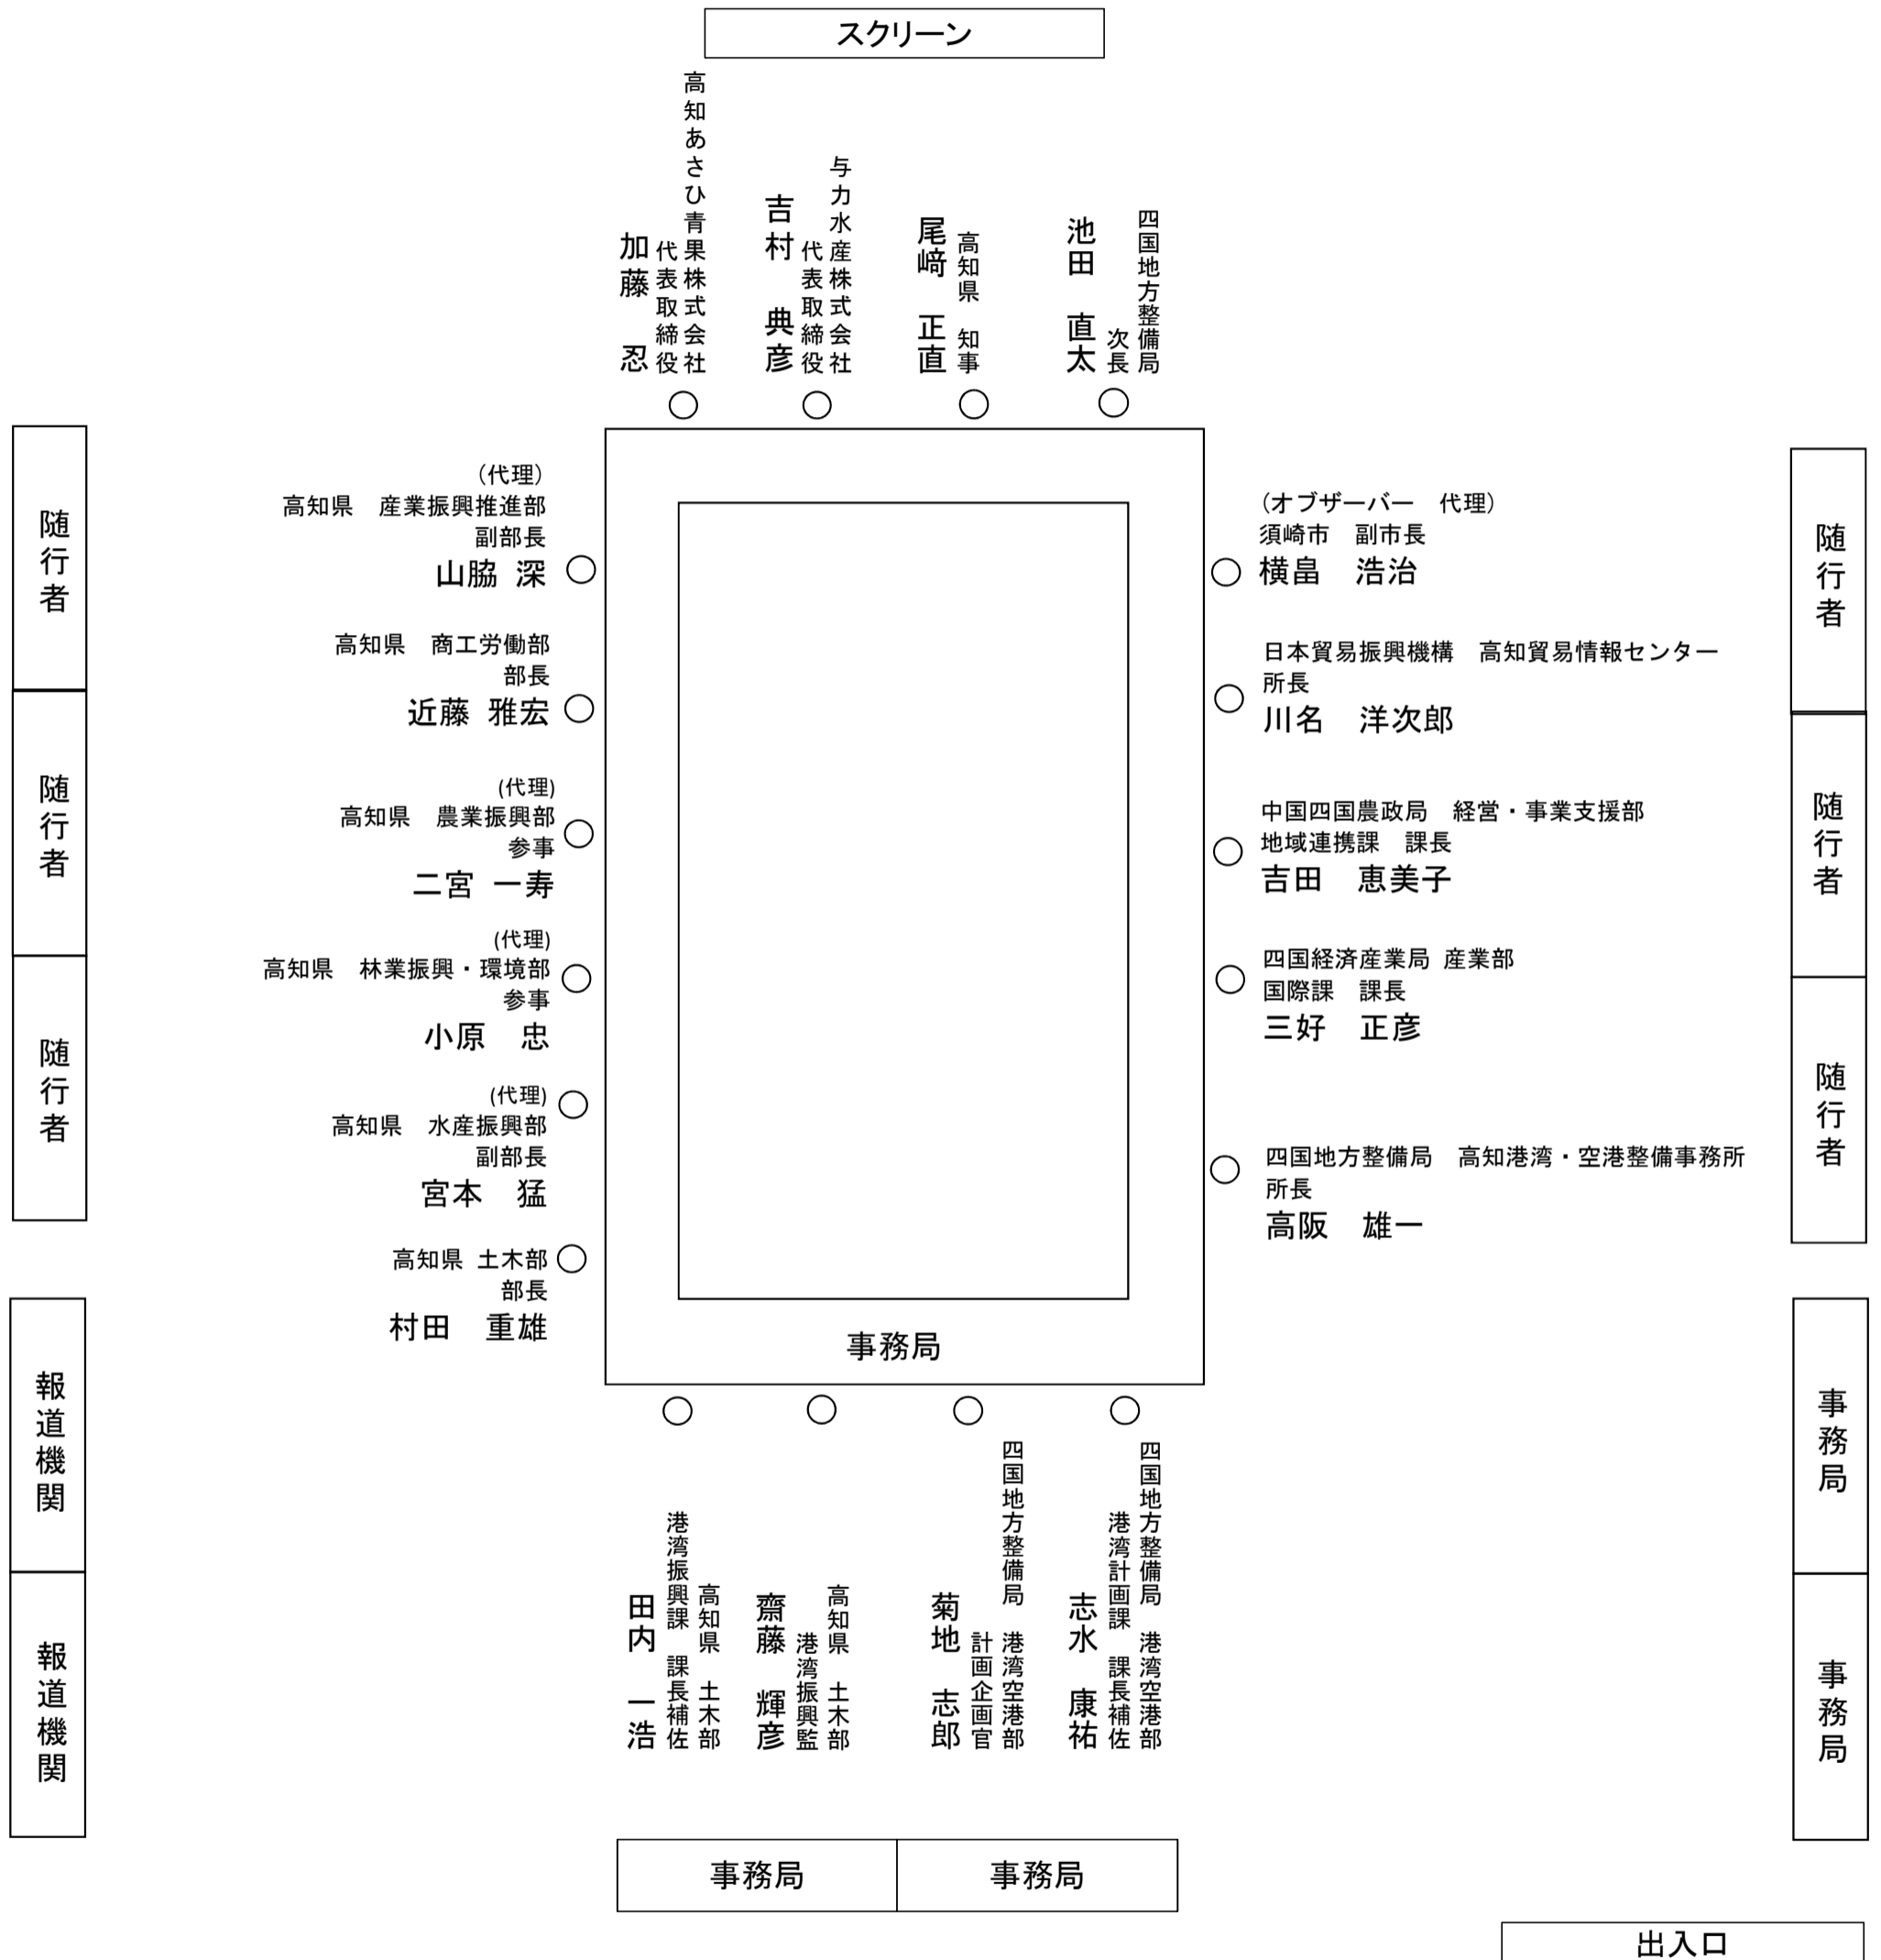 スクリーン
高知あさひ青果株式会社
代表取締役
加藤　忍
与力水産株式会社
代表取締役
吉村　典彦
高知県　知事
尾﨑　正直
四国地方整備局
次長
池田　直太
随行者
随行者
随行者
報道機関
報道機関
（代理）
高知県　産業振興推進部
副部長
山脇 深
高知県　商工労働部
部長
近藤 雅宏
(代理)
高知県　農業振興部
参事
二宮 一寿
(代理)
高知県　林業振興・環境部
参事
小原　忠
(代理)
高知県　水産振興部
副部長
宮本　猛
高知県 土木部
部長
村田　重雄
（オブザーバー　代理）
須崎市　副市長
横畠　浩治
日本貿易振興機構　高知貿易情報センター
所長
川名　洋次郎
中国四国農政局　経営・事業支援部
地域連携課　課長
吉田　恵美子
四国経済産業局 産業部
国際課　課長
三好　正彦
四国地方整備局　高知港湾・空港整備事務所
所長
高阪　雄一
随行者
随行者
随行者
事務局
事務局
事務局
高知県　土木部
港湾振興課　課長補佐
田内　一浩
高知県　土木部
港湾振興監
齋藤　輝彦
四国地方整備局　港湾空港部
計画企画官
菊地　志郎
四国地方整備局　港湾空港部
港湾計画課　課長補佐
志水　康祐
事務局
事務局
出入口